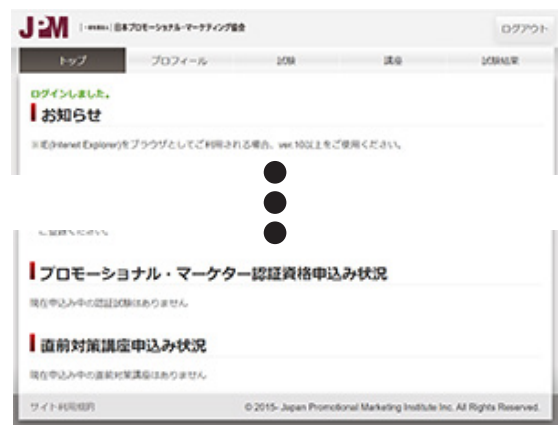 JPM 日本プロモーショナル・マーケティング協会
ログアウト
トップ プロフィール 試験 講座 試験結果
ログインしました。
お知らせ
※IE(Internet Explorer)をブラウザとしてご利用される場合、ver.10以上をご使用ください。
ご登録ください。
プロモーショナル・マーケター認証資格申込み状況
現在申込み中の認証試験はありません
直前対策講座申込み状況
現在申込み中の直前対策講座はありません
サイト利用規約
© 2015- Japan Promotional Marketing Institute Inc. All Rights Reserved.